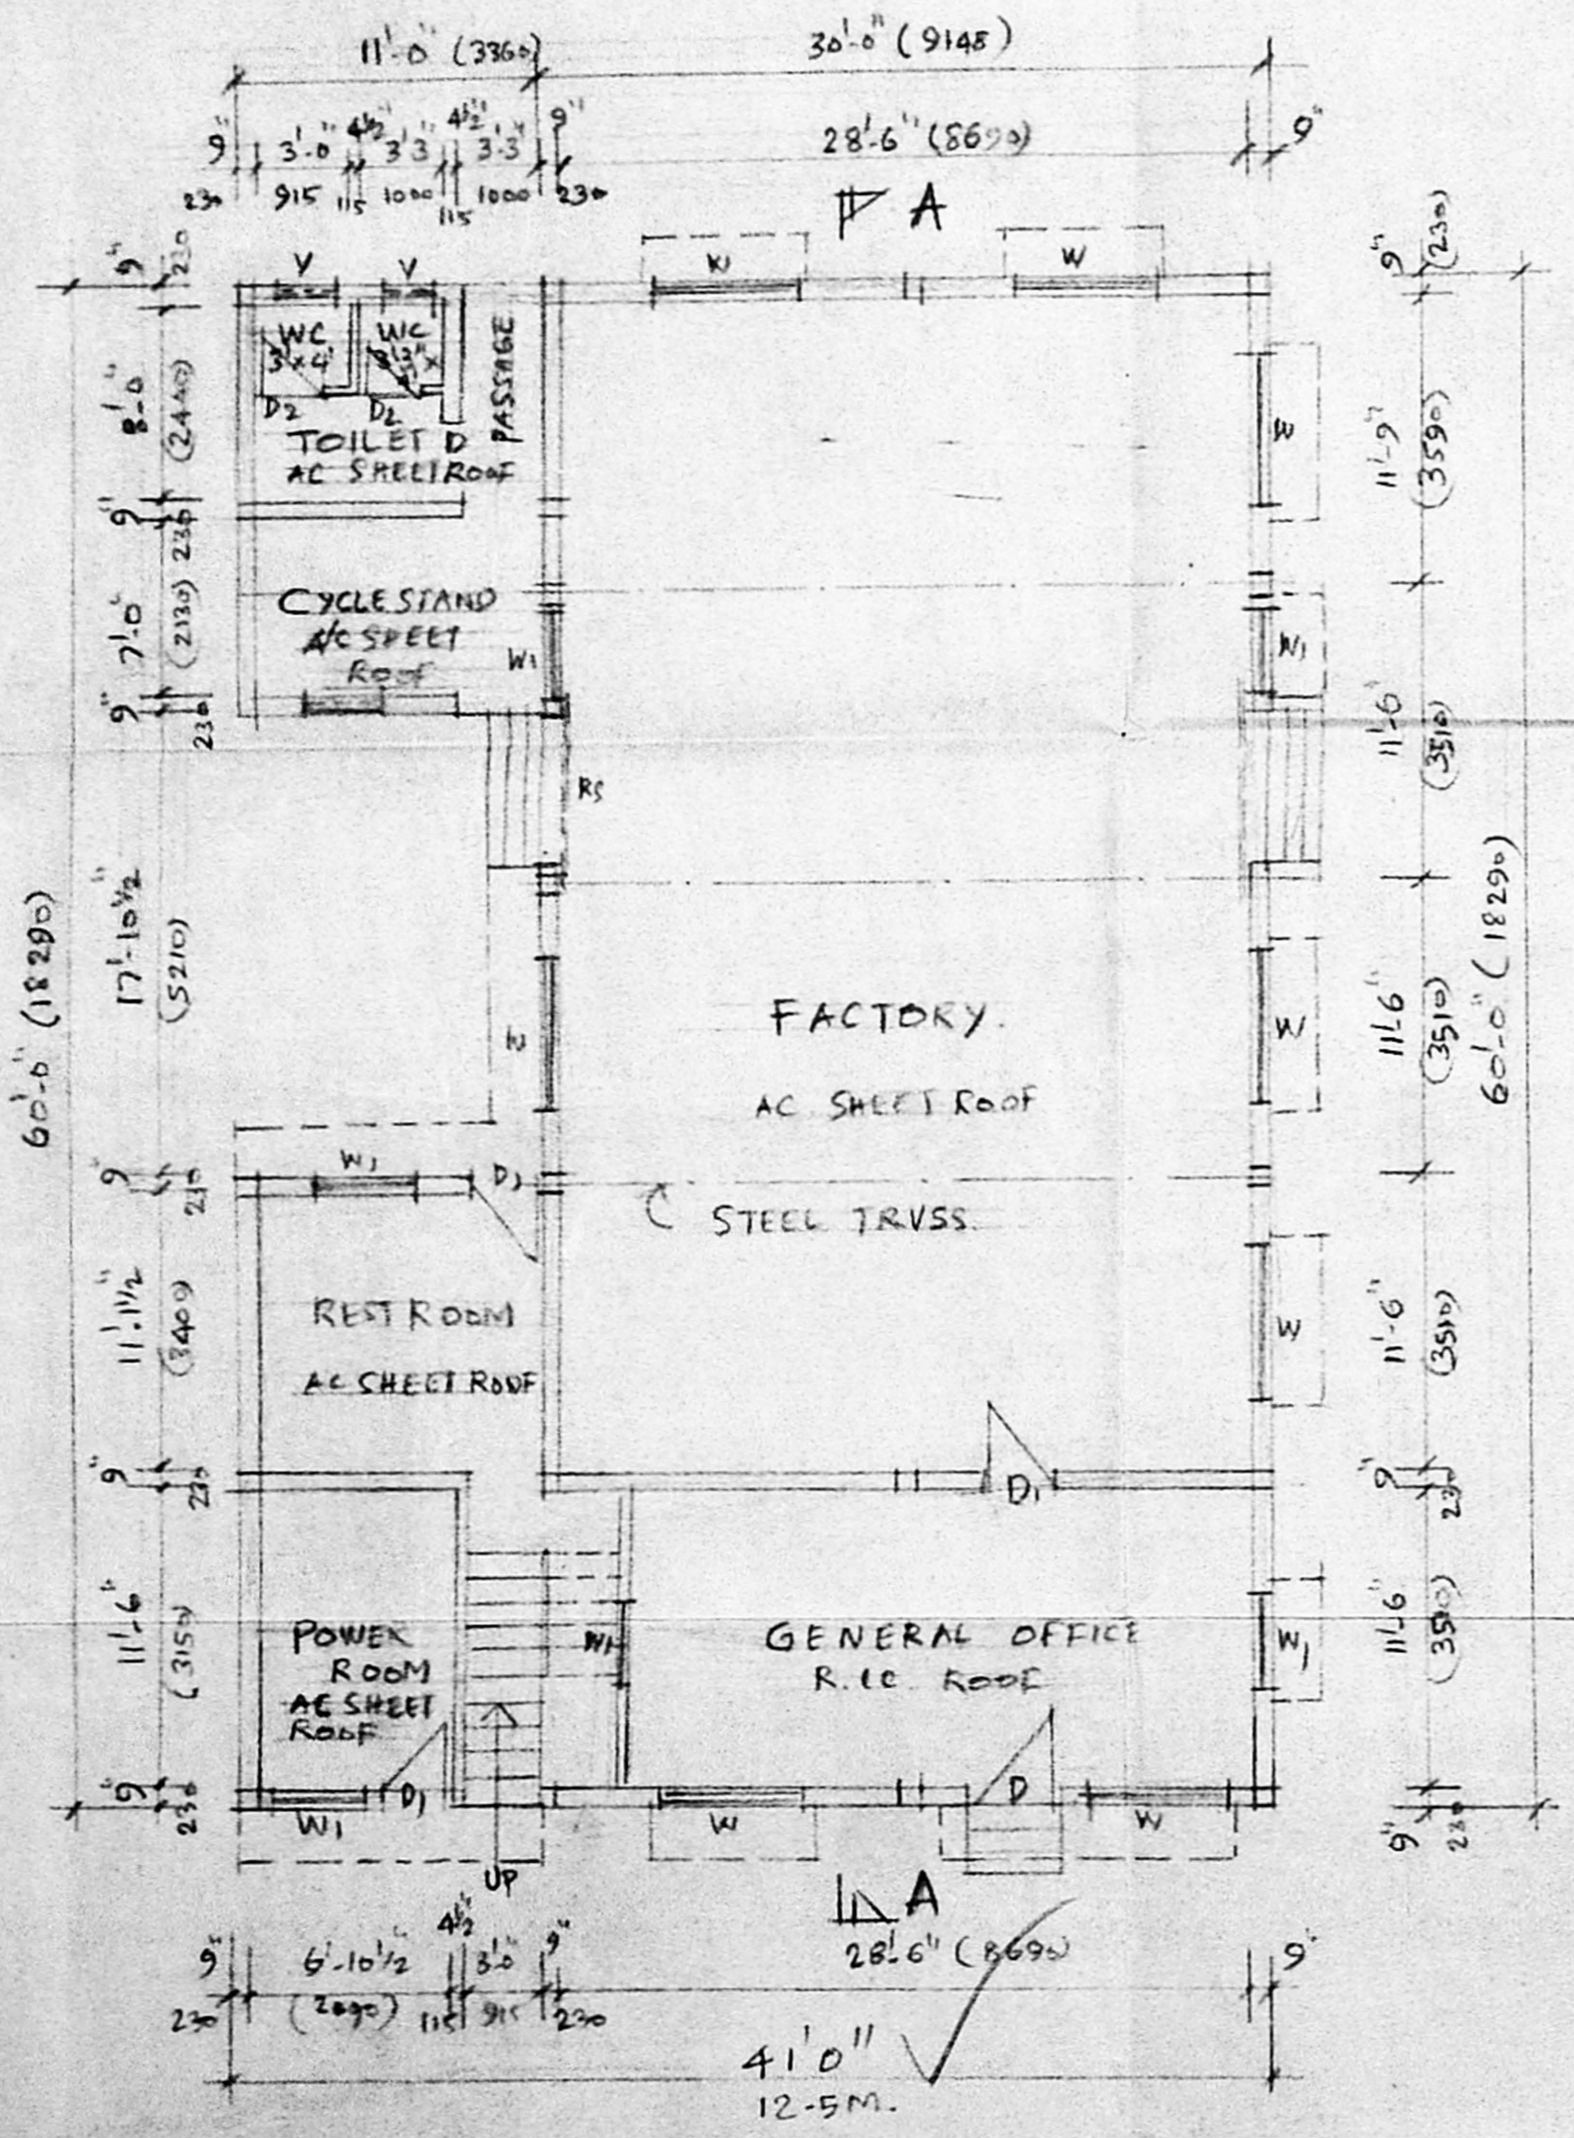 11'-0" (3360)
30'-0" (9148)
9" 3'-0" 4½" 3'3" 4½" 3'-3" 9"
28'-6" (8690) 9"
230 915 115 1000 115 1000 230
A
V V W W
9" 230
9" (230)
WC 3'x4'
WC
PASSAGE
D2 D2
TOILET D
AC SHEET ROOF
8'-0" (2440)
W
11'-9" (3590)
9" 230
CYCLE STAND
A/C SHEET
ROOF
W1
7'-0" (2130)
W1
9" 230
11'-6" (3510)
RS
60'-0" (18290)
17'-10½" (5210)
W
FACTORY.
AC SHEET ROOF
W
11'-6" (3510)
60'-0" (18290)
9" 230
W1 D1
STEEL TRUSS.
REST ROOM
AC SHEET ROOF
11'-1½" (3400)
W
11'-6" (3510)
9" 230
D1
9" 230
POWER
ROOM
AC SHEET
ROOF
11'-6" (3150)
W1
GENERAL OFFICE
R.CC. ROOF
W1
11'-6" (3510)
9" 230
W1 D1 W D W
9" 230
UP
A
9" 6'-10½" 4½" 3'-0" 9"
28'-6" (8690) 9"
230 (2090) 115 915 230
41'0"
12-5M.